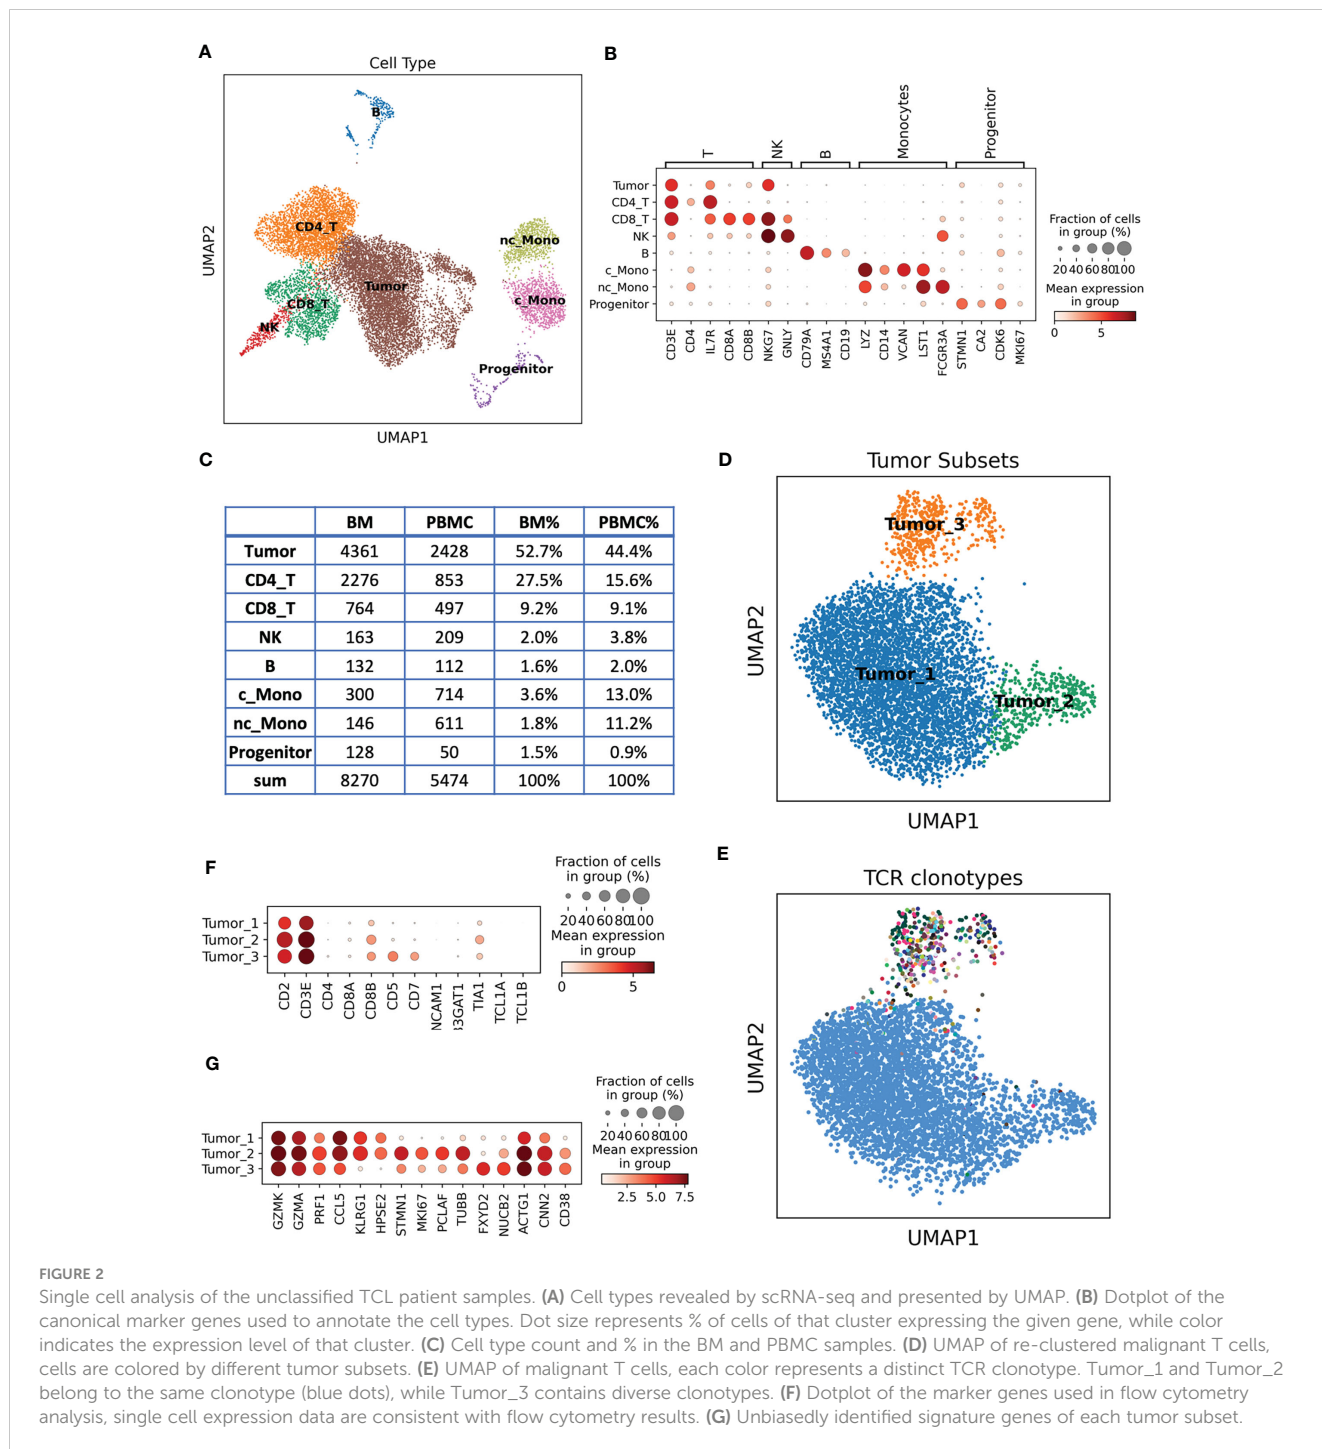 A
Cell Type
B
CD4_T
CD8_T
NK
Tumor
nc_Mono
c_Mono
Progenitor
UMAP2
UMAP1
B
T
NK
B
Monocytes
Progenitor
Tumor
CD4_T
CD8_T
NK
B
c_Mono
nc_Mono
Progenitor
CD3E
CD4
IL7R
CD8A
CD8B
NKG7
GNLY
CD79A
MS4A1
CD19
LYZ
CD14
VCAN
LST1
FCGR3A
STMN1
CA2
CDK6
MKI67
Fraction of cells
in group (%)
20 40 60 80 100
Mean expression
in group
0 5
C
BM PBMC BM% PBMC%
Tumor 4361 2428 52.7% 44.4%
CD4_T 2276 853 27.5% 15.6%
CD8_T 764 497 9.2% 9.1%
NK 163 209 2.0% 3.8%
B 132 112 1.6% 2.0%
c_Mono 300 714 3.6% 13.0%
nc_Mono 146 611 1.8% 11.2%
Progenitor 128 50 1.5% 0.9%
sum 8270 5474 100% 100%
D
Tumor Subsets
Tumor_3
Tumor_1
Tumor_2
UMAP2
UMAP1
F
Tumor_1
Tumor_2
Tumor_3
CD2
CD3E
CD4
CD8A
CD8B
CD5
CD7
NCAM1
B3GAT1
TIA1
TCL1A
TCL1B
Fraction of cells
in group (%)
20 40 60 80 100
Mean expression
in group
0 5
E
TCR clonotypes
UMAP2
UMAP1
G
Tumor_1
Tumor_2
Tumor_3
GZMK
GZMA
PRF1
CCL5
KLRG1
HPSE2
STMN1
MKI67
PCLAF
TUBB
FXYD2
NUCB2
ACTG1
CNN2
CD38
Fraction of cells
in group (%)
20 40 60 80 100
Mean expression
in group
2.5 5.0 7.5
FIGURE 2
Single cell analysis of the unclassified TCL patient samples. (A) Cell types revealed by scRNA-seq and presented by UMAP. (B) Dotplot of the
canonical marker genes used to annotate the cell types. Dot size represents % of cells of that cluster expressing the given gene, while color
indicates the expression level of that cluster. (C) Cell type count and % in the BM and PBMC samples. (D) UMAP of re-clustered malignant T cells,
cells are colored by different tumor subsets. (E) UMAP of malignant T cells, each color represents a distinct TCR clonotype. Tumor_1 and Tumor_2
belong to the same clonotype (blue dots), while Tumor_3 contains diverse clonotypes. (F) Dotplot of the marker genes used in flow cytometry
analysis, single cell expression data are consistent with flow cytometry results. (G) Unbiasedly identified signature genes of each tumor subset.